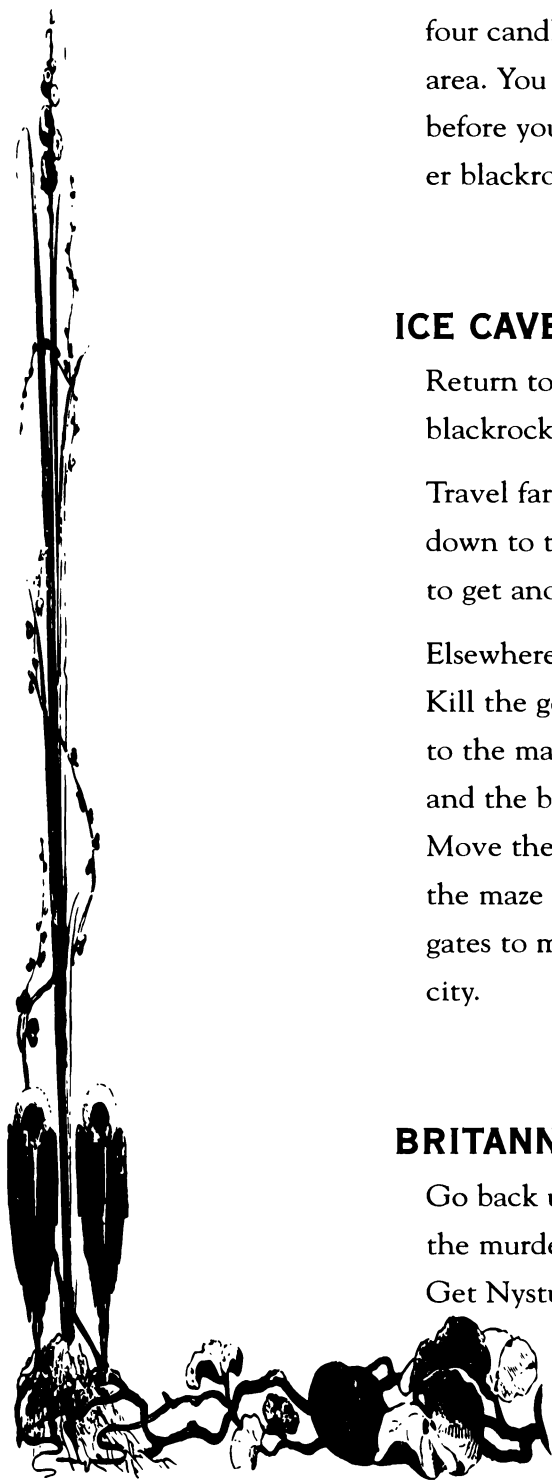 four cand
area. You
before you
er blackro
ICE CAVE
Return to
blackrock
Travel far
down to t
to get ano
Elsewhere
Kill the g
to the ma
and the b
Move the
the maze
gates to m
city.
BRITANN
Go back u
the murde
Get Nystu